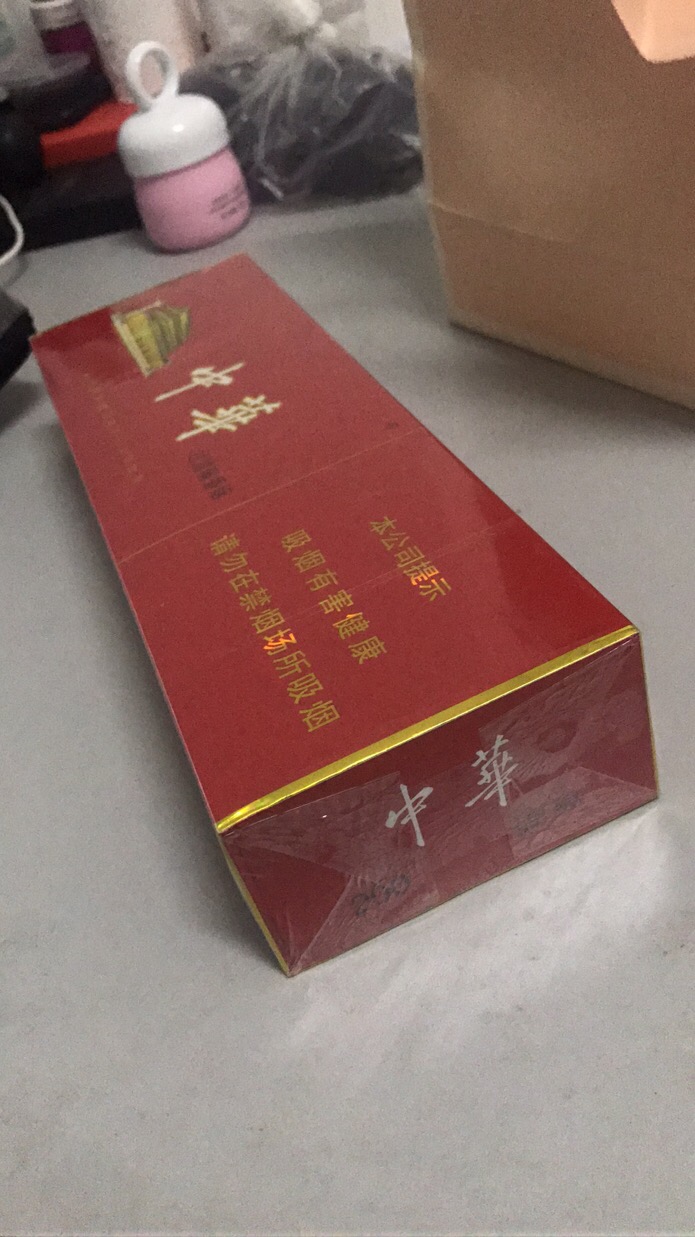 中華
本公司提示
吸烟有害健康
请勿在禁烟场所吸烟
中華